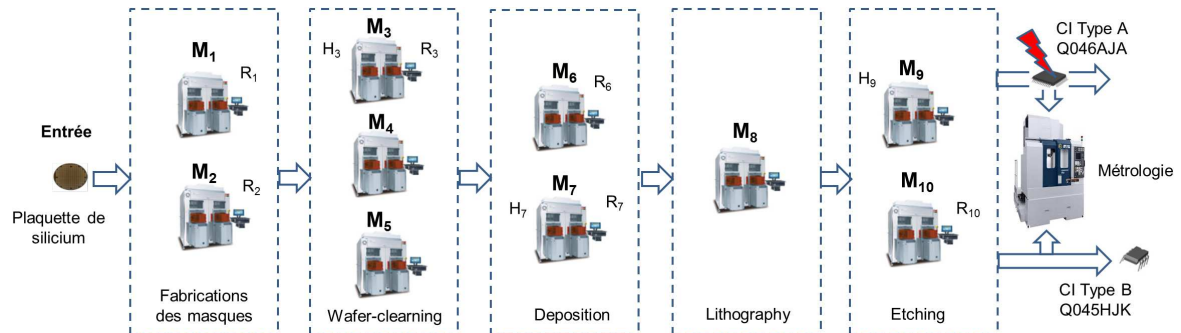 Entrée
Plaquette de
silicium
M1
R1
M2
R2
Fabrications
des masques
M3
H3
R3
M4
M5
Wafer-clearning
M6
R6
M7
H7
R7
Deposition
M8
Lithography
H9
M9
M10
R10
Etching
CI Type A
Q046AJA
Métrologie
CI Type B
Q045HJK